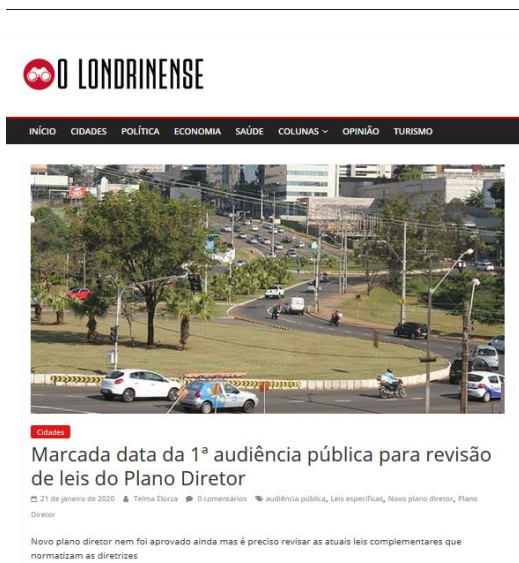 O LONDRINENSE
INÍCIO CIDADES POLÍTICA ECONOMIA SAÚDE COLUNAS OPINIÃO TURISMO
Cidades
Marcada data da 1ª audiência pública para revisão
de leis do Plano Diretor
21 de janeiro de 2020 Telma Elorza 0 comentários audiência pública, Leis específicas, Novo plano diretor, Plano
Diretor
Novo plano diretor nem foi aprovado ainda mas é preciso revisar as atuais leis complementares que
normatizam as diretrizes